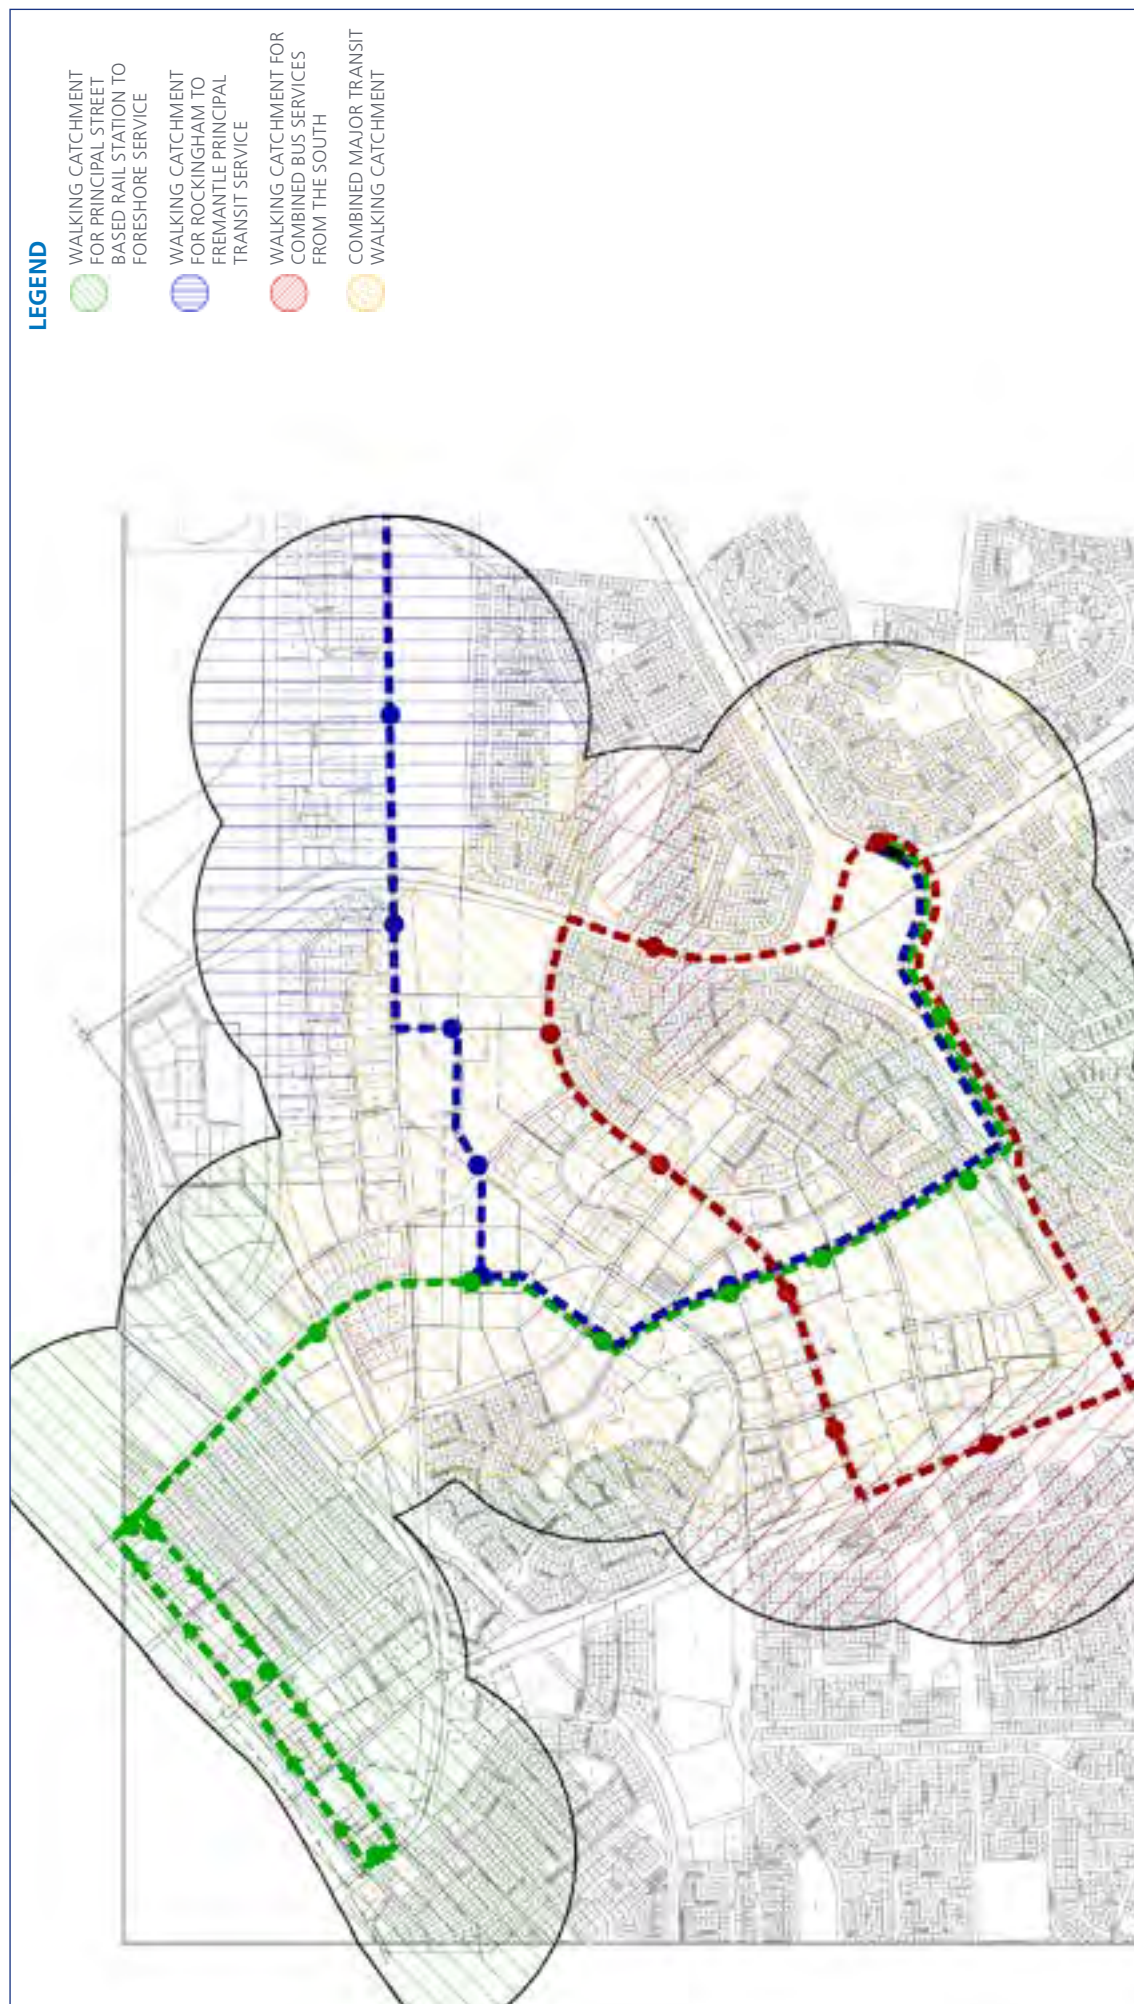 LEGEND
WALKING CATCHMENT
FOR PRINCIPAL STREET
BASED RAIL STATION TO
FORESHORE SERVICE
WALKING CATCHMENT
FOR ROCKINGHAM TO
FREMANTLE PRINCIPAL
TRANSIT SERVICE
WALKING CATCHMENT FOR
COMBINED BUS SERVICES
FROM THE SOUTH
COMBINED MAJOR TRANSIT
WALKING CATCHMENT